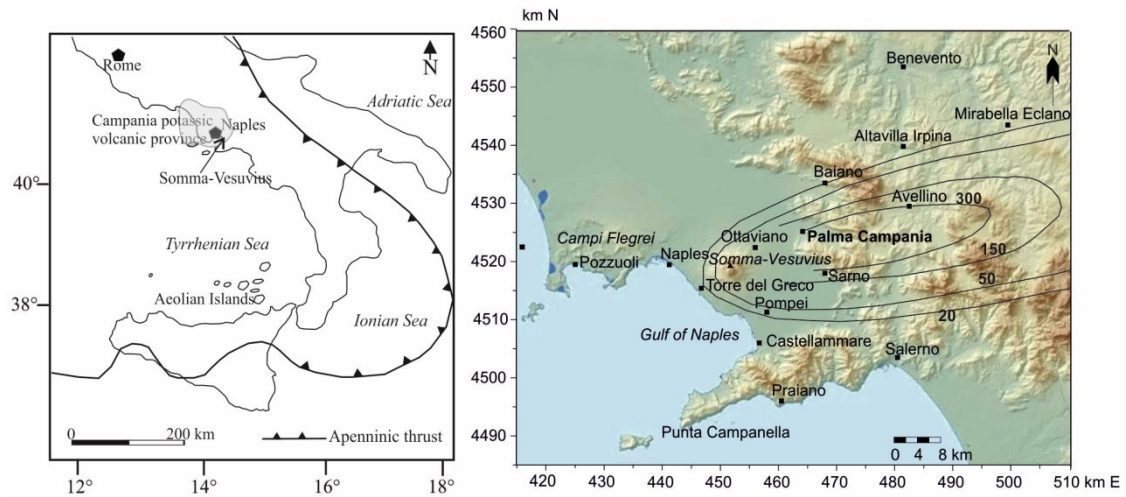 Rome
N
Adriatic Sea
Campania potassic
volcanic province
Naples
Somma-Vesuvius
40°
Tyrrhenian Sea
Aeolian Islands
38°
Ionian Sea
0 200 km
Apenninic thrust
12° 14° 16° 18°
km N
4560
4550
4540
4530
4520
4510
4500
4490
N
Benevento
Mirabella Eclano
Altavilla Irpina
Baiano
Avellino
300
Campi Flegrei
Ottaviano
Palma Campania
150
Pozzuoli
Naples
Somma-Vesuvius
Sarno
50
Torre del Greco
Pompei
20
Gulf of Naples
Castellammare
Salerno
Praiano
Punta Campanella
0 4 8 km
420 430 440 450 460 470 480 490 500 510 km E